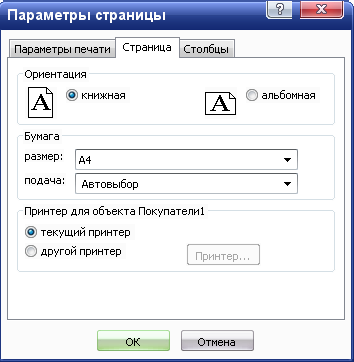 Параметры страницы
Параметры печати Страница Столбцы
Ориентация
A книжная A альбомная
Бумага
размер: A4
подача: Автовыбор
Принтер для объекта Покупатели1
текущий принтер
другой принтер Принтер...
OK Отмена